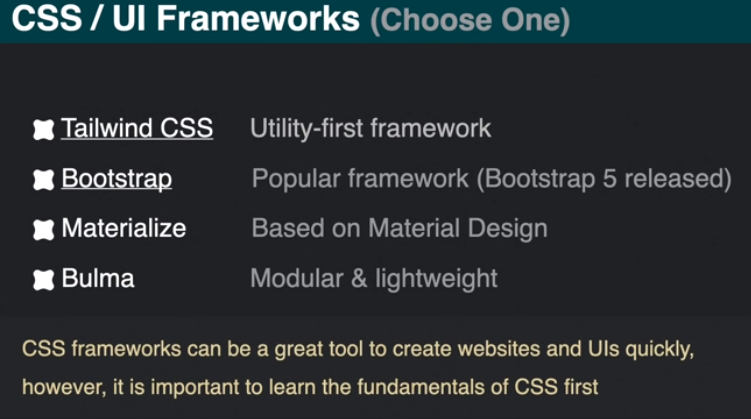 CSS / UI Frameworks (Choose One)
Tailwind CSS Utility-first framework
Bootstrap Popular framework (Bootstrap 5 released)
Materialize Based on Material Design
Bulma Modular & lightweight
CSS frameworks can be a great tool to create websites and UIs quickly,
however, it is important to learn the fundamentals of CSS first